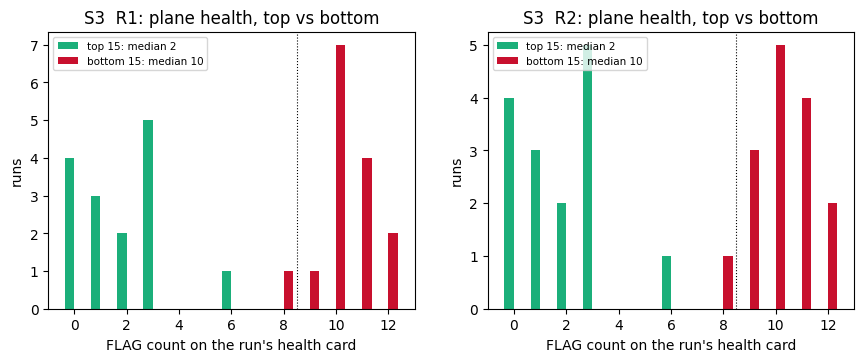 S3  R1: plane health, top vs bottom
top 15: median 2
bottom 15: median 10
runs
7
6
5
4
3
2
1
0
0 2 4 6 8 10 12
FLAG count on the run's health card
S3  R2: plane health, top vs bottom
top 15: median 2
bottom 15: median 10
runs
5
4
3
2
1
0
0 2 4 6 8 10 12
FLAG count on the run's health card